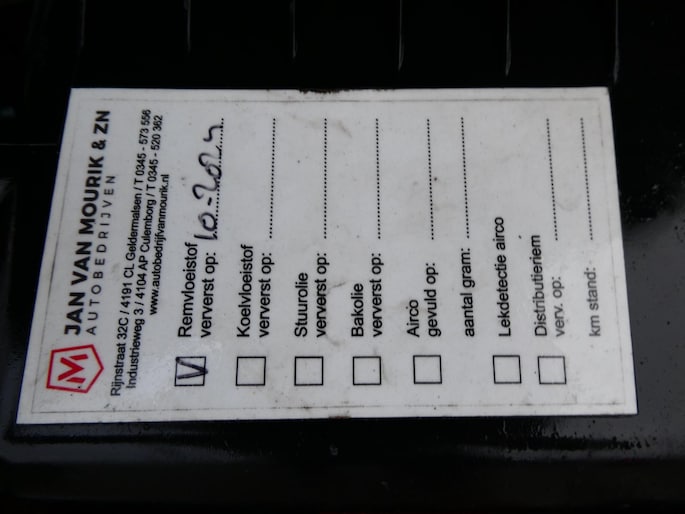 JAN VAN MOURIK & ZN
AUTOBEDRIJVEN
Rijnstraat 32C / 4191 CL Geldermalsen / T 0345 - 573 556
Industrieweg 3 / 4104 AP Culemborg / T 0345 - 520 362
www.autobedrijfvanmourik.nl
V Remvloeistof
ververst op: 10-2024
Koelvloeistof
ververst op:
Stuurolie
ververst op:
Bakolie
ververst op:
Airco
gevuld op:
aantal gram:
Lekdetectie airco
Distributieriem
verv. op:
km stand: